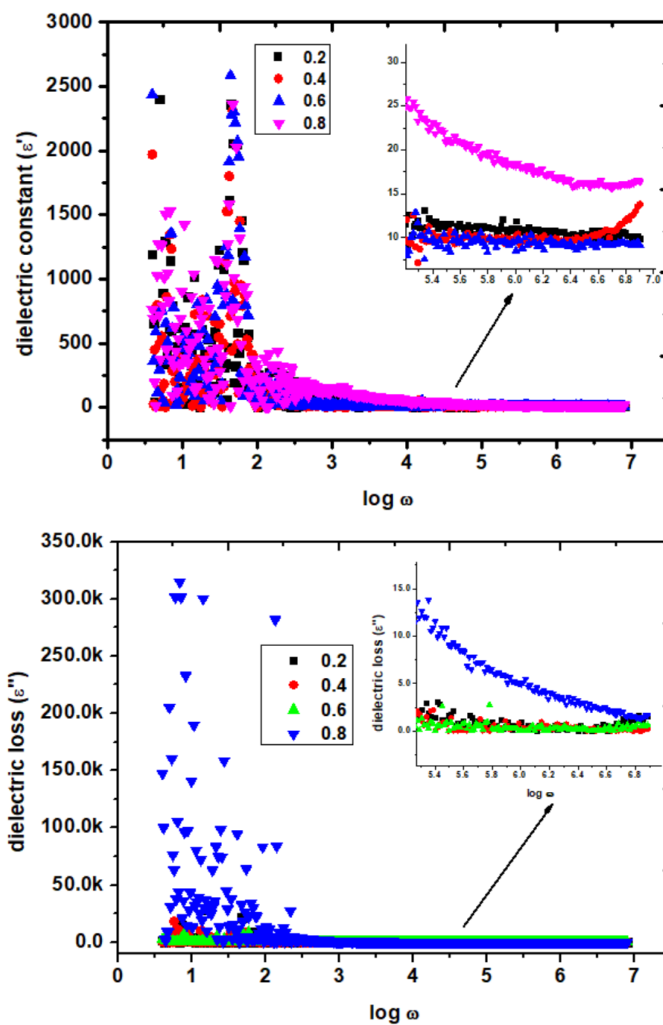 3000
2500
2000
1500
1000
500
0
dielectric constant (ε')
0 1 2 3 4 5 6 7
log ω
0.2
0.4
0.6
0.8
30
25
20
15
10
5.4 5.6 5.8 6.0 6.2 6.4 6.6 6.8 7.0
350.0k
300.0k
250.0k
200.0k
150.0k
100.0k
50.0k
0.0
dielectric loss (ε")
0 1 2 3 4 5 6 7
log ω
0.2
0.4
0.6
0.8
15.0
10.0
5.0
0.0
dielectric loss (ε")
5.4 5.6 5.8 6.0 6.2 6.4 6.6 6.8
log ω